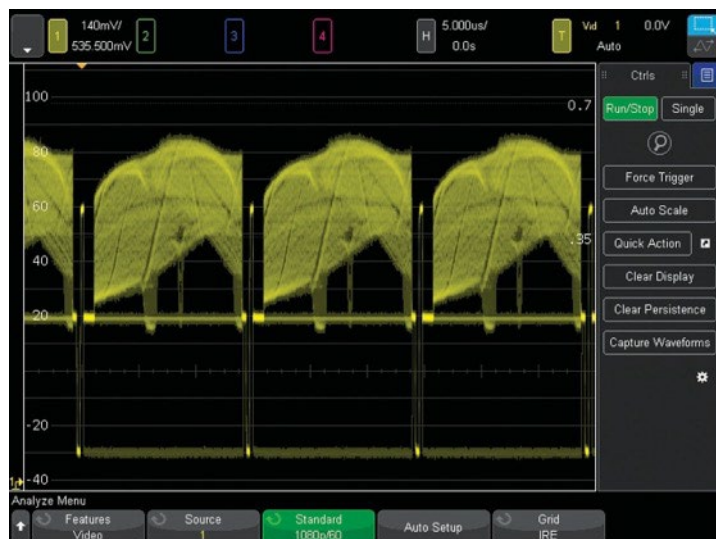 1 140mV/ 535.500mV 2 3 4 H 5.000us/ 0.0s T Vid 1 0.0V Auto
Ctrls
Run/Stop Single
Force Trigger
Auto Scale
Quick Action
Clear Display
Clear Persistence
Capture Waveforms
100
0.7
80
60
.35
40
20
-20
-40
Analyze Menu
Features Video
Source 1
Standard 1080p/60
Auto Setup
Grid IRE